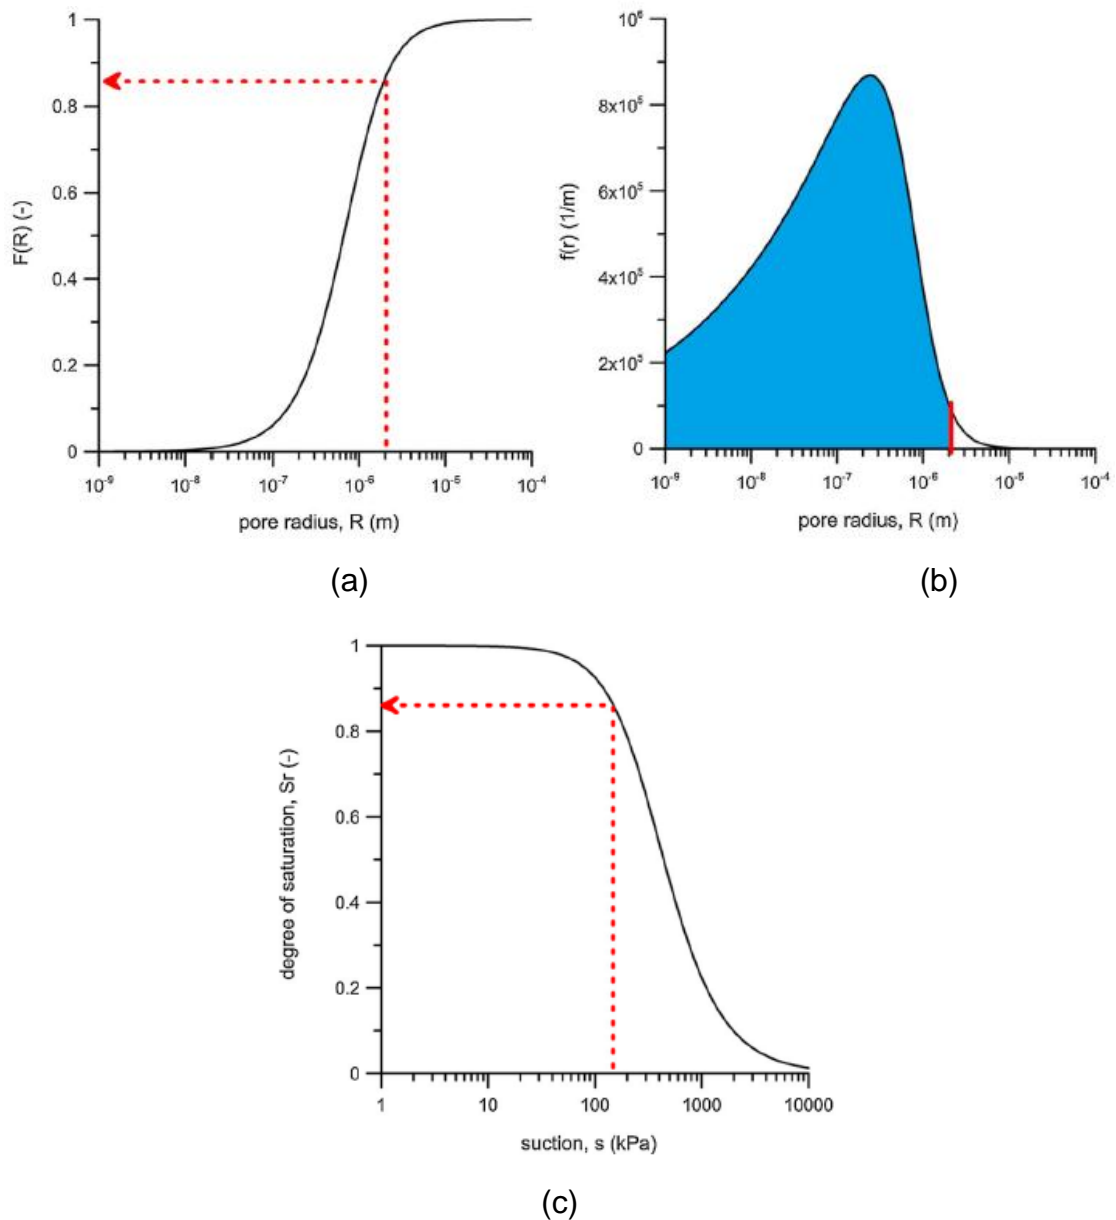 1
0.8
0.6
0.4
0.2
0
F(R) (-)
10⁻⁹ 10⁻⁸ 10⁻⁷ 10⁻⁶ 10⁻⁵ 10⁻⁴
pore radius, R (m)
(a)
10⁶
8x10⁵
6x10⁵
4x10⁵
2x10⁵
0
f(r) (1/m)
10⁻⁹ 10⁻⁸ 10⁻⁷ 10⁻⁶ 10⁻⁵ 10⁻⁴
pore radius, R (m)
(b)
1
0.8
0.6
0.4
0.2
0
degree of saturation, Sr (-)
1 10 100 1000 10000
suction, s (kPa)
(c)